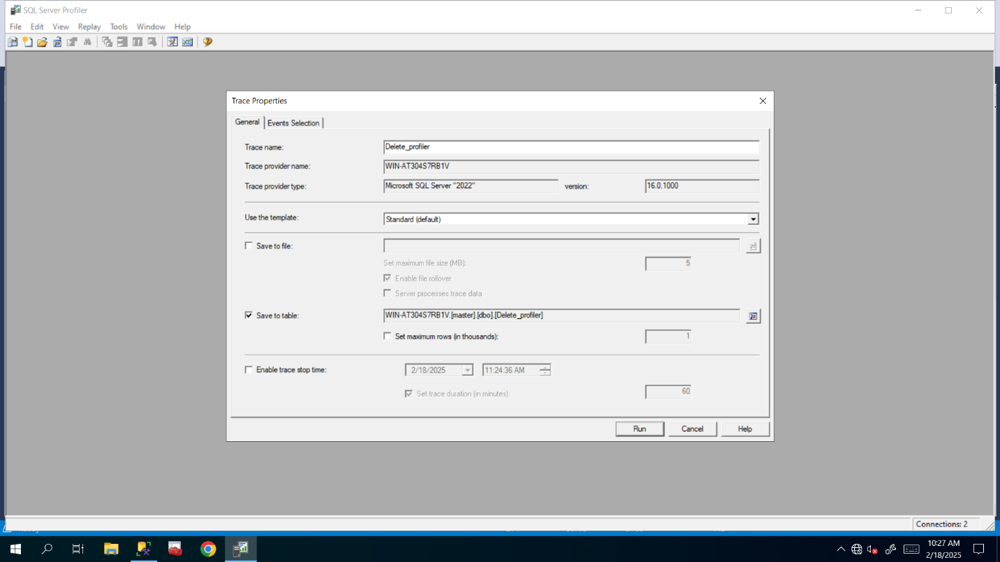 SQL Server Profiler
File Edit View Replay Tools Window Help
Trace Properties
General Events Selection
Trace name: Delete_profiler
Trace provider name: WIN-AT304S7RB1V
Trace provider type: Microsoft SQL Server "2022" version: 16.0.1000
Use the template: Standard (default)
Save to file:
Set maximum file size (MB): 5
Enable file rollover
Server processes trace data
Save to table: WIN-AT304S7RB1V.[master].[dbo].[Delete_profiler]
Set maximum rows (in thousands): 1
Enable trace stop time: 2/18/2025 11:24:36 AM
Set trace duration (in minutes): 60
Run Cancel Help
Connections: 2
10:27 AM
2/18/2025